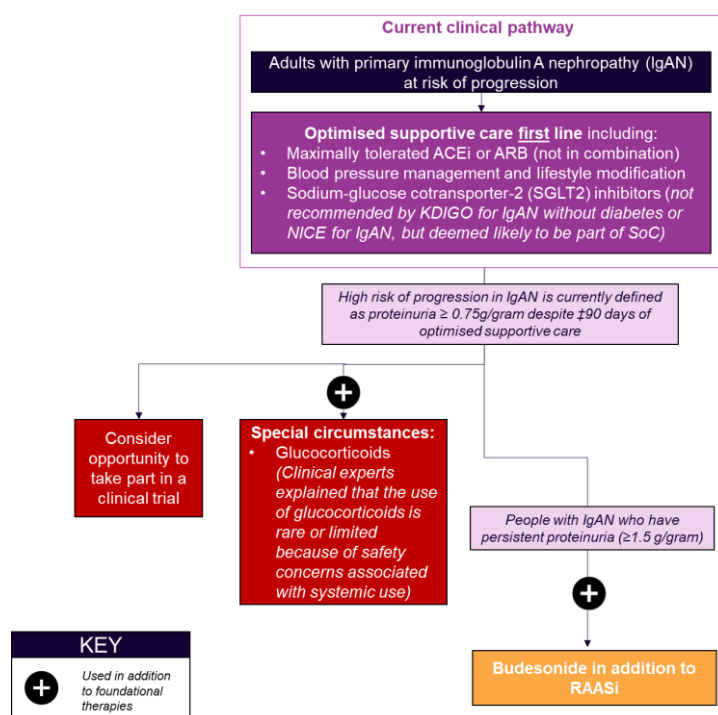 Current clinical pathway
Adults with primary immunoglobulin A nephropathy (IgAN)
at risk of progression
Optimised supportive care first line including:
• Maximally tolerated ACEi or ARB (not in combination)
• Blood pressure management and lifestyle modification
• Sodium-glucose cotransporter-2 (SGLT2) inhibitors (not
recommended by KDIGO for IgAN without diabetes or
NICE for IgAN, but deemed likely to be part of SoC)
High risk of progression in IgAN is currently defined
as proteinuria ≥ 0.75g/gram despite ‡90 days of
optimised supportive care
Consider
opportunity to
take part in a
clinical trial
Special circumstances:
• Glucocorticoids
(Clinical experts
explained that the use
of glucocorticoids is
rare or limited
because of safety
concerns associated
with systemic use)
People with IgAN who have
persistent proteinuria (≥1.5 g/gram)
Budesonide in addition to
RAASi
KEY
Used in addition
to foundational
therapies